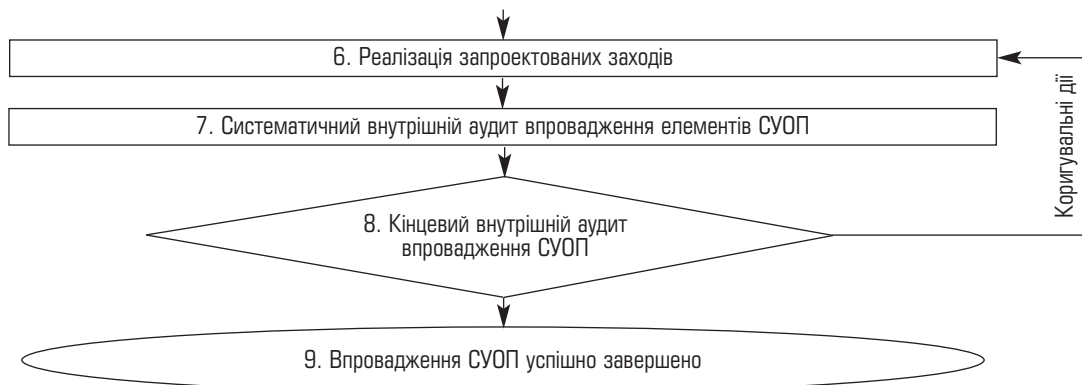 6. Реалізація запроектованих заходів
7. Систематичний внутрішній аудит впровадження елементів СУОП
8. Кінцевий внутрішній аудит
впровадження СУОП
Коригувальні дії
9. Впровадження СУОП успішно завершено